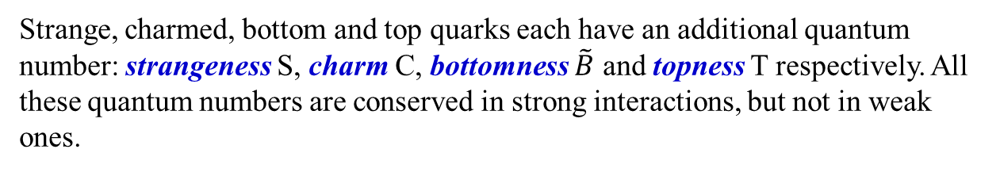 Strange, charmed, bottom and top quarks each have an additional quantum
number: strangeness S, charm C, bottomness B̃ and topness T respectively. All
these quantum numbers are conserved in strong interactions, but not in weak
ones.